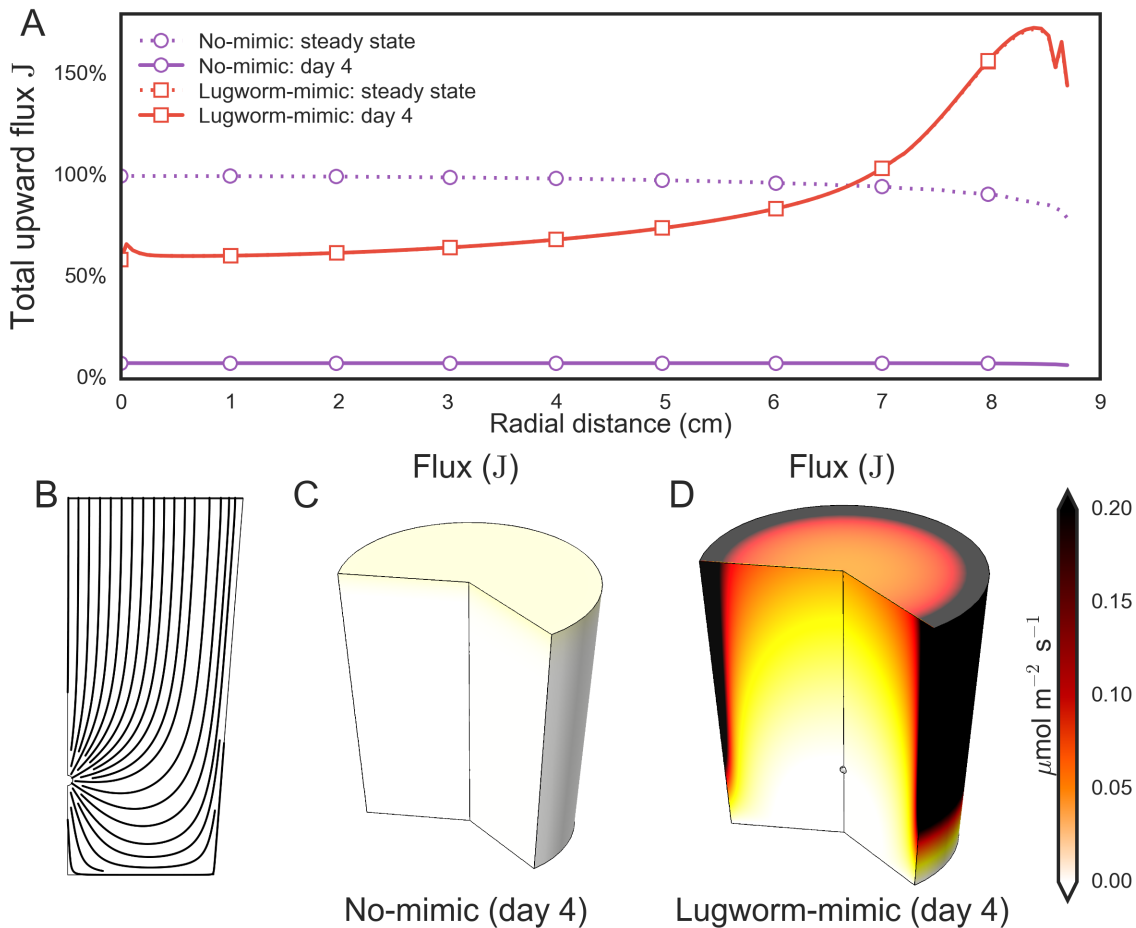 A
Total upward flux J
150%
100%
50%
0%
No-mimic: steady state
No-mimic: day 4
Lugworm-mimic: steady state
Lugworm-mimic: day 4
0 1 2 3 4 5 6 7 8 9
Radial distance (cm)
B
C
Flux (J)
No-mimic (day 4)
D
Flux (J)
Lugworm-mimic (day 4)
0.20
0.15
0.10
0.05
0.00
μmol m⁻² s⁻¹